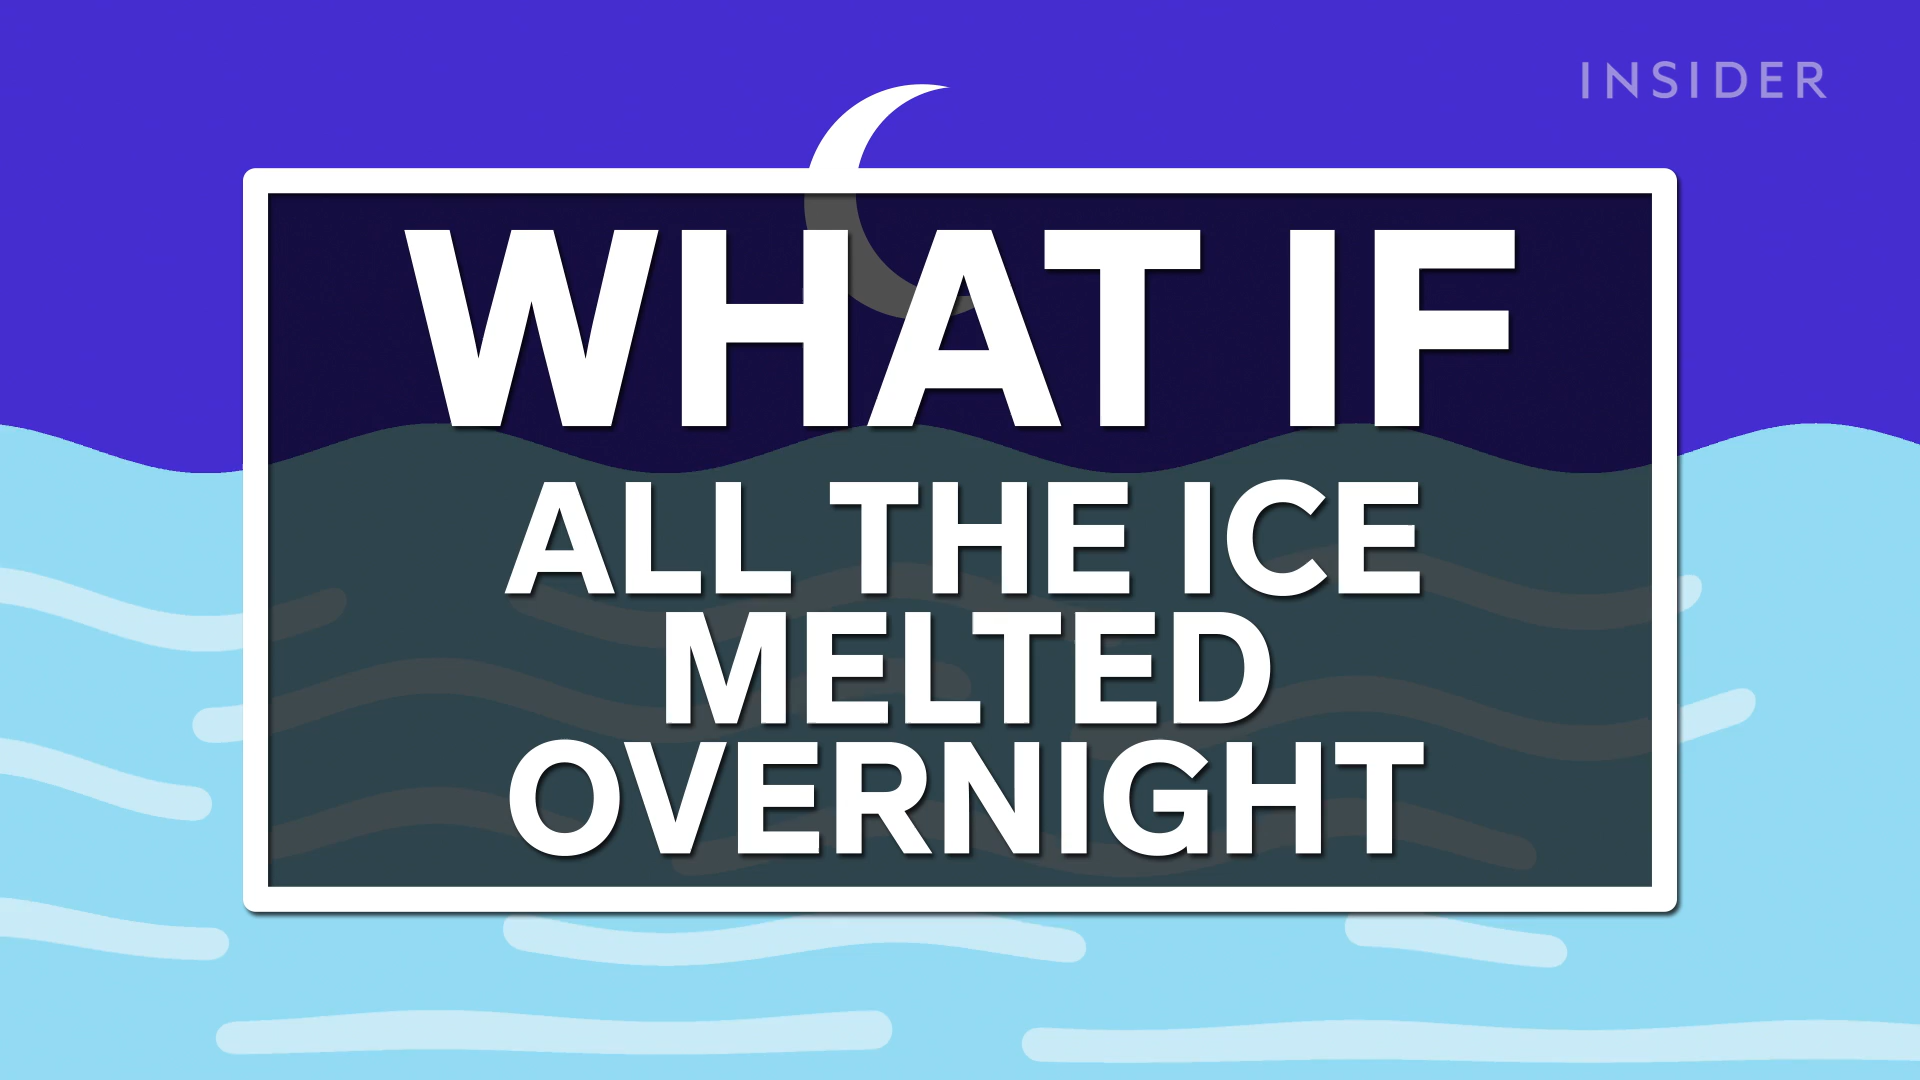 INSIDER
WHAT IF
ALL THE ICE
MELTED
OVERNIGHT